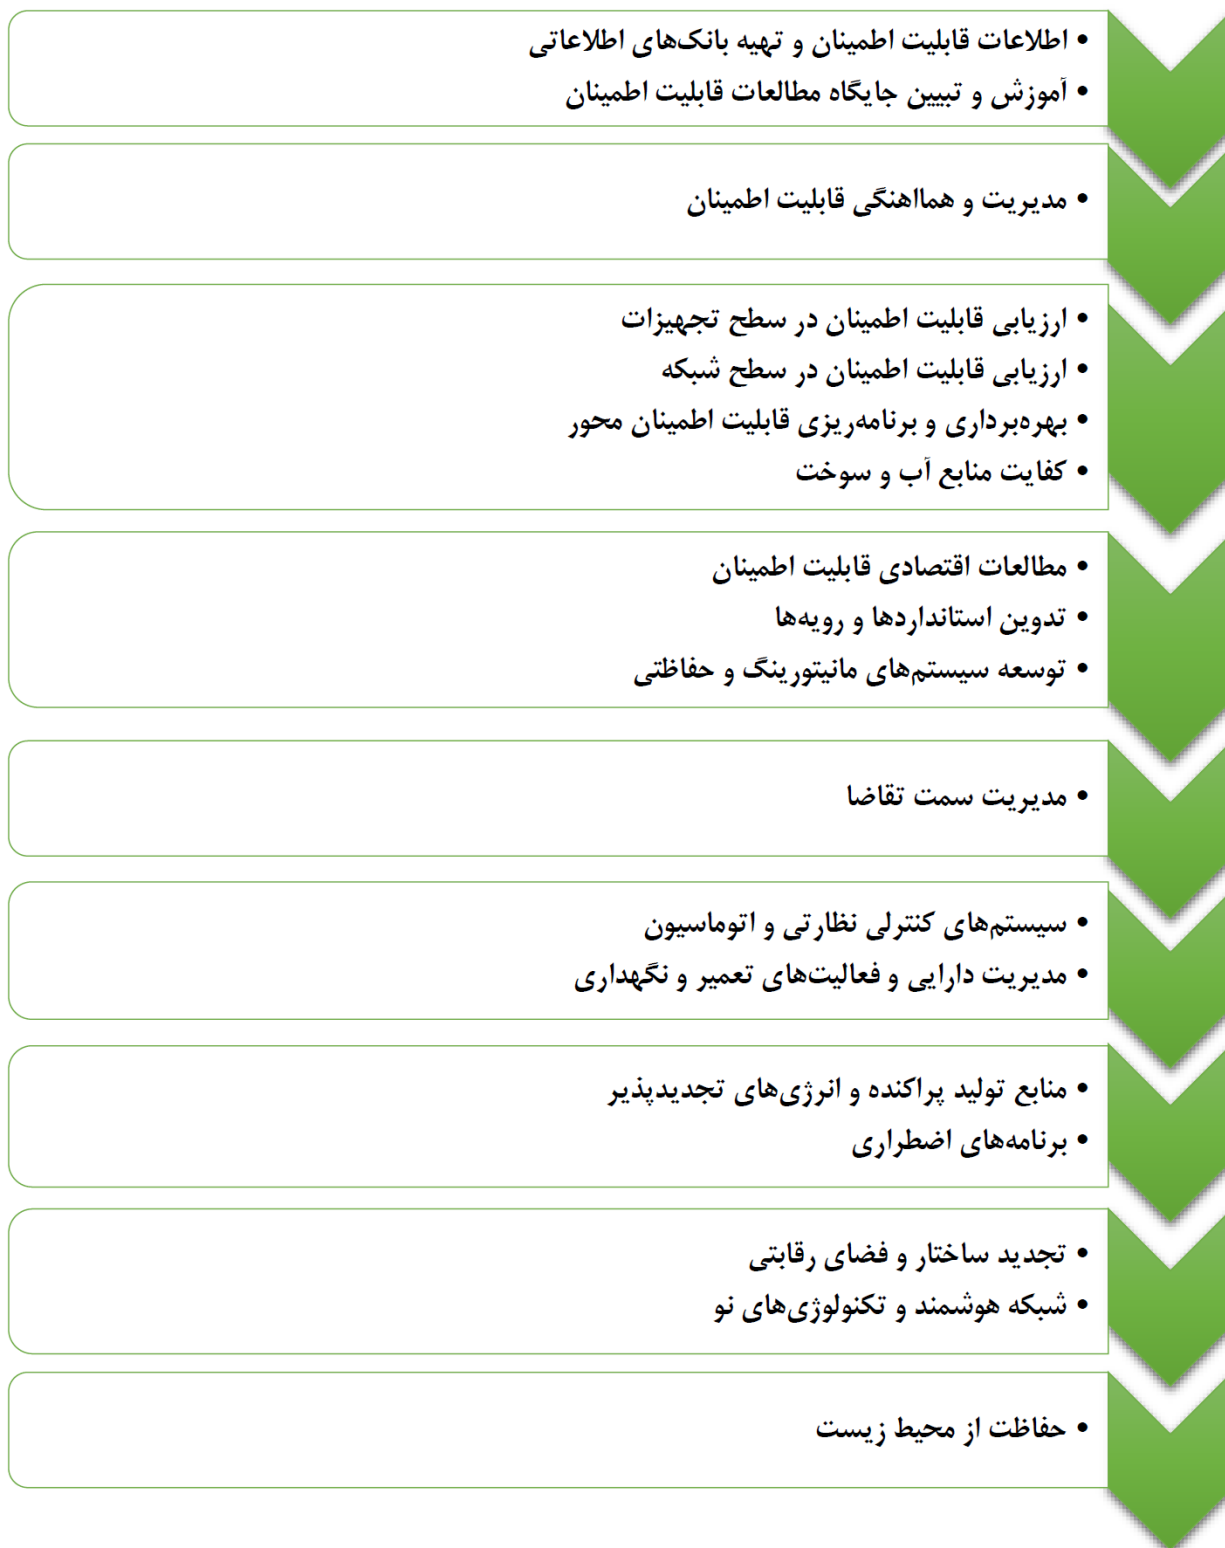 • اطلاعات قابلیت اطمینان و تهیه بانک‌های اطلاعاتی
• آموزش و تبیین جایگاه مطالعات قابلیت اطمینان
• مدیریت و همااهنگی قابلیت اطمینان
• ارزیابی قابلیت اطمینان در سطح تجهیزات
• ارزیابی قابلیت اطمینان در سطح شبکه
• بهره‌برداری و برنامه‌ریزی قابلیت اطمینان محور
• کفایت منابع آب و سوخت
• مطالعات اقتصادی قابلیت اطمینان
• تدوین استانداردها و رویه‌ها
• توسعه سیستم‌های مانیتورینگ و حفاظتی
• مدیریت سمت تقاضا
• سیستم‌های کنترلی نظارتی و اتوماسیون
• مدیریت دارایی و فعالیت‌های تعمیر و نگهداری
• منابع تولید پراکنده و انرژی‌های تجدیدپذیر
• برنامه‌های اضطراری
• تجدید ساختار و فضای رقابتی
• شبکه هوشمند و تکنولوژی‌های نو
• حفاظت از محیط زیست